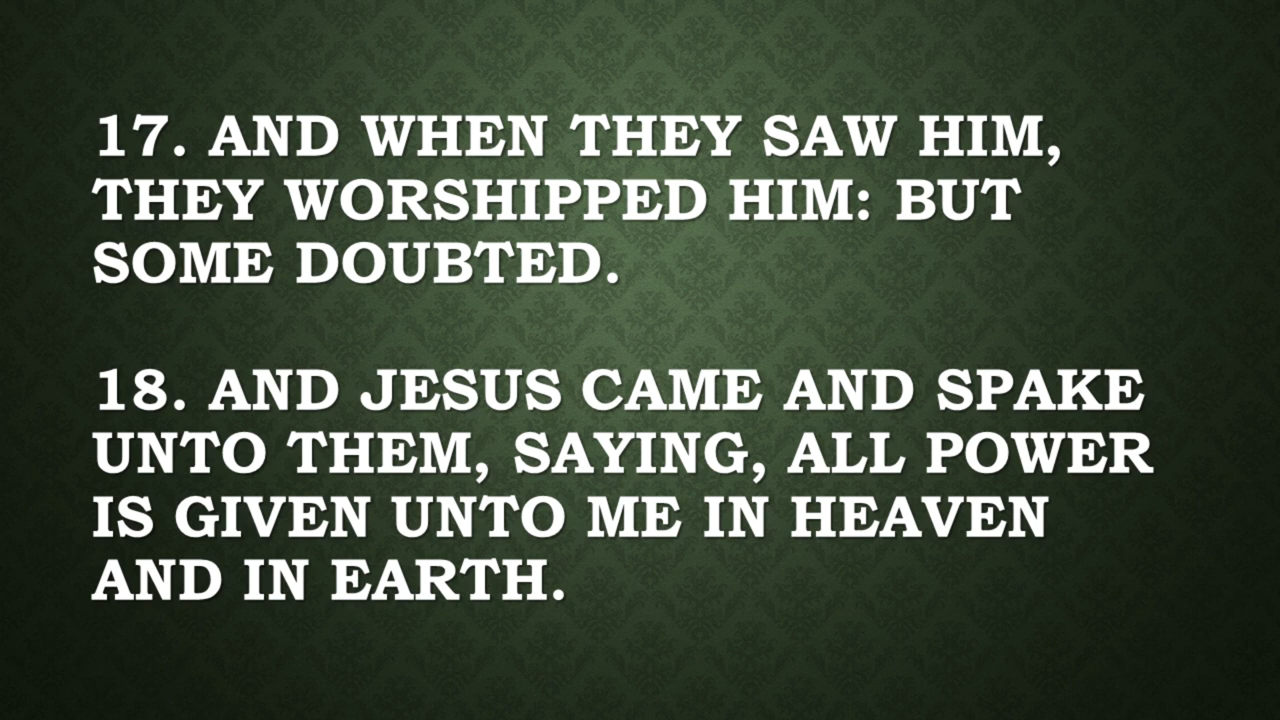 17. AND WHEN THEY SAW HIM,
THEY WORSHIPPED HIM: BUT
SOME DOUBTED.
18. AND JESUS CAME AND SPAKE
UNTO THEM, SAYING, ALL POWER
IS GIVEN UNTO ME IN HEAVEN
AND IN EARTH.